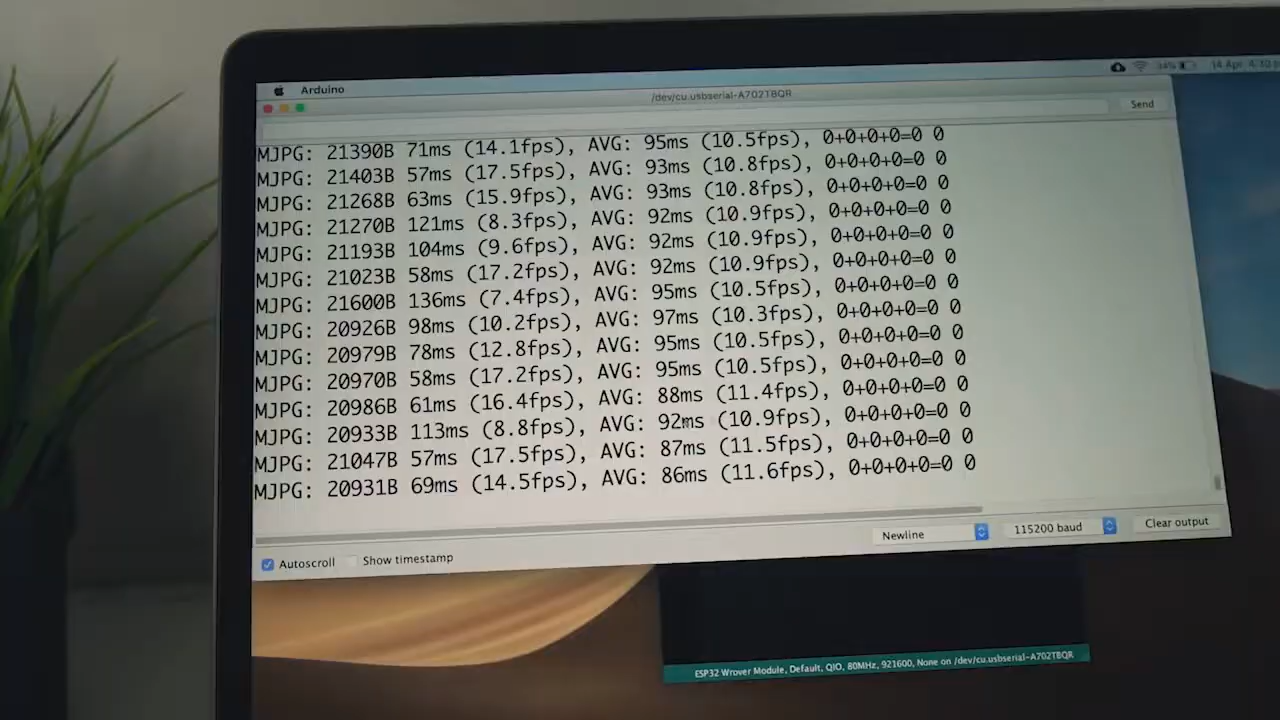 Arduino
34%
14 Apr 4:30 p
/dev/cu.usbserial-A702TBQR
Send
MJPG: 21390B 71ms (14.1fps), AVG: 95ms (10.5fps), 0+0+0+0=0 0
MJPG: 21403B 57ms (17.5fps), AVG: 93ms (10.8fps), 0+0+0+0=0 0
MJPG: 21268B 63ms (15.9fps), AVG: 93ms (10.8fps), 0+0+0+0=0 0
MJPG: 21270B 121ms (8.3fps), AVG: 92ms (10.9fps), 0+0+0+0=0 0
MJPG: 21193B 104ms (9.6fps), AVG: 92ms (10.9fps), 0+0+0+0=0 0
MJPG: 21023B 58ms (17.2fps), AVG: 92ms (10.9fps), 0+0+0+0=0 0
MJPG: 21600B 136ms (7.4fps), AVG: 95ms (10.5fps), 0+0+0+0=0 0
MJPG: 20926B 98ms (10.2fps), AVG: 97ms (10.3fps), 0+0+0+0=0 0
MJPG: 20979B 78ms (12.8fps), AVG: 95ms (10.5fps), 0+0+0+0=0 0
MJPG: 20970B 58ms (17.2fps), AVG: 95ms (10.5fps), 0+0+0+0=0 0
MJPG: 20986B 61ms (16.4fps), AVG: 88ms (11.4fps), 0+0+0+0=0 0
MJPG: 20933B 113ms (8.8fps), AVG: 92ms (10.9fps), 0+0+0+0=0 0
MJPG: 21047B 57ms (17.5fps), AVG: 87ms (11.5fps), 0+0+0+0=0 0
MJPG: 20931B 69ms (14.5fps), AVG: 86ms (11.6fps), 0+0+0+0=0 0
Autoscroll
Show timestamp
Newline
115200 baud
Clear output
ESP32 Wrover Module, Default, QIO, 80MHz, 921600, None on /dev/cu.usbserial-A702TBQR